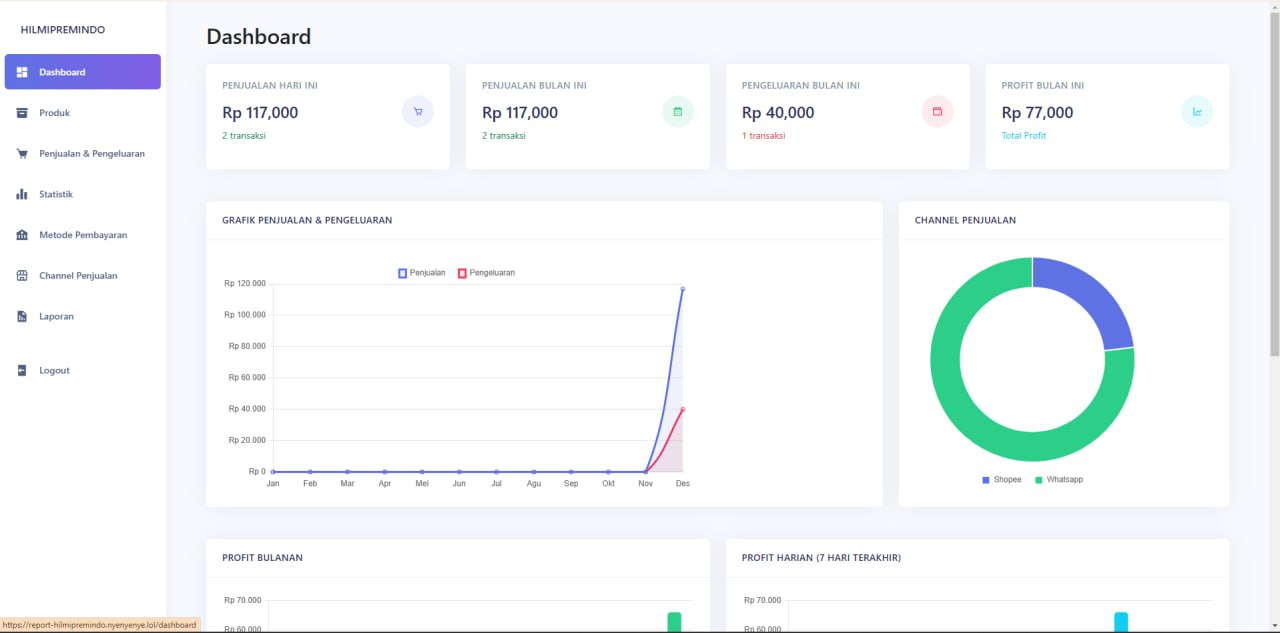 HILMIPREMINDO
Dashboard
Produk
Penjualan & Pengeluaran
Statistik
Metode Pembayaran
Channel Penjualan
Laporan
Logout
Dashboard
PENJUALAN HARI INI
Rp 117,000
2 transaksi
PENJUALAN BULAN INI
Rp 117,000
2 transaksi
PENGELUARAN BULAN INI
Rp 40,000
1 transaksi
PROFIT BULAN INI
Rp 77,000
Total Profit
GRAFIK PENJUALAN & PENGELUARAN
Penjualan Pengeluaran
Rp 120.000
Rp 100.000
Rp 80.000
Rp 60.000
Rp 40.000
Rp 20.000
Rp 0
Jan Feb Mar Apr Mei Jun Jul Agu Sep Okt Nov Des
CHANNEL PENJUALAN
Shopee Whatsapp
PROFIT BULANAN
Rp 70.000
Rp 60.000
PROFIT HARIAN (7 HARI TERAKHIR)
Rp 70.000
Rp 60.000
https://report-hilmipremindo.nyenyenye.lol/dashboard